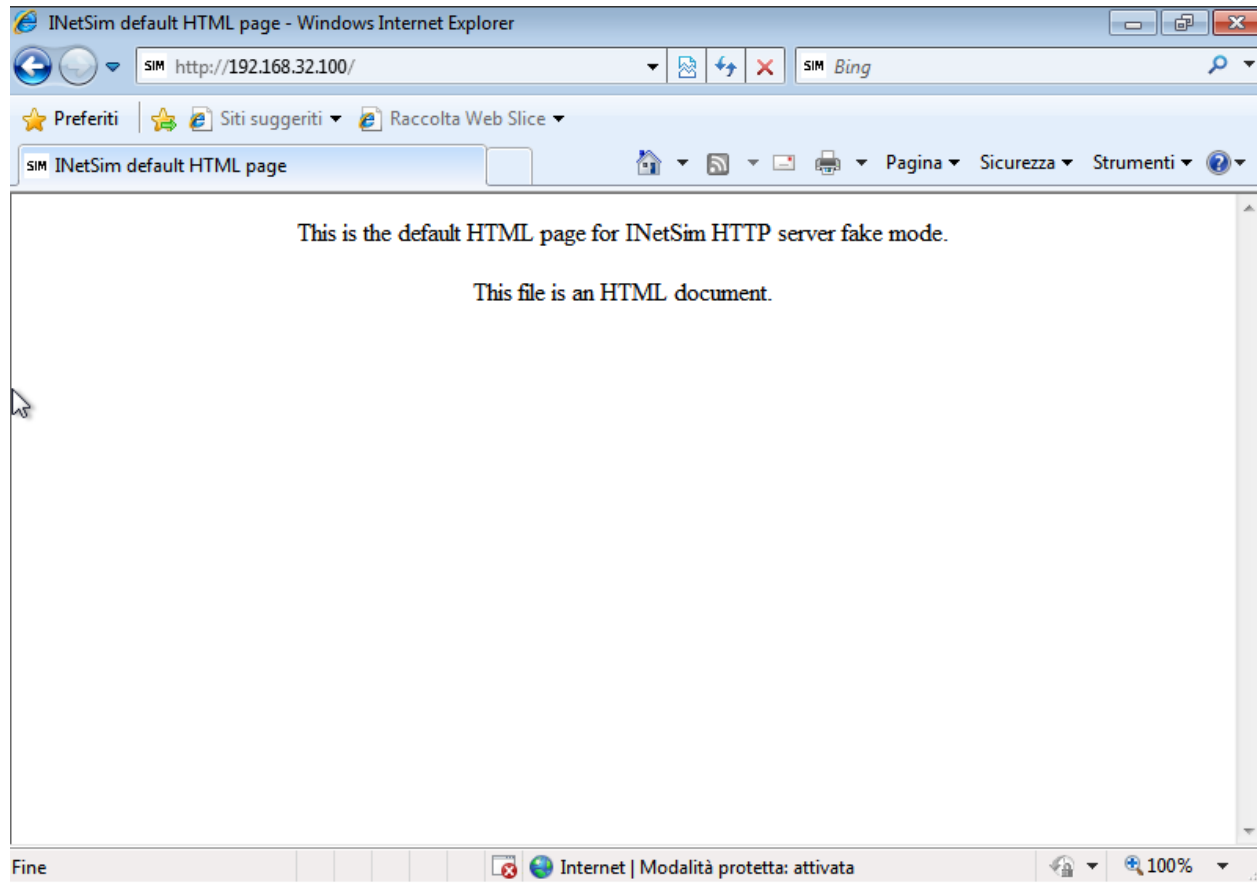 INetSim default HTML page - Windows Internet Explorer
SIM http://192.168.32.100/ SIM Bing
Preferiti Siti suggeriti Raccolta Web Slice
SIM INetSim default HTML page Pagina Sicurezza Strumenti
This is the default HTML page for INetSim HTTP server fake mode.
This file is an HTML document.
Fine Internet | Modalità protetta: attivata 100%